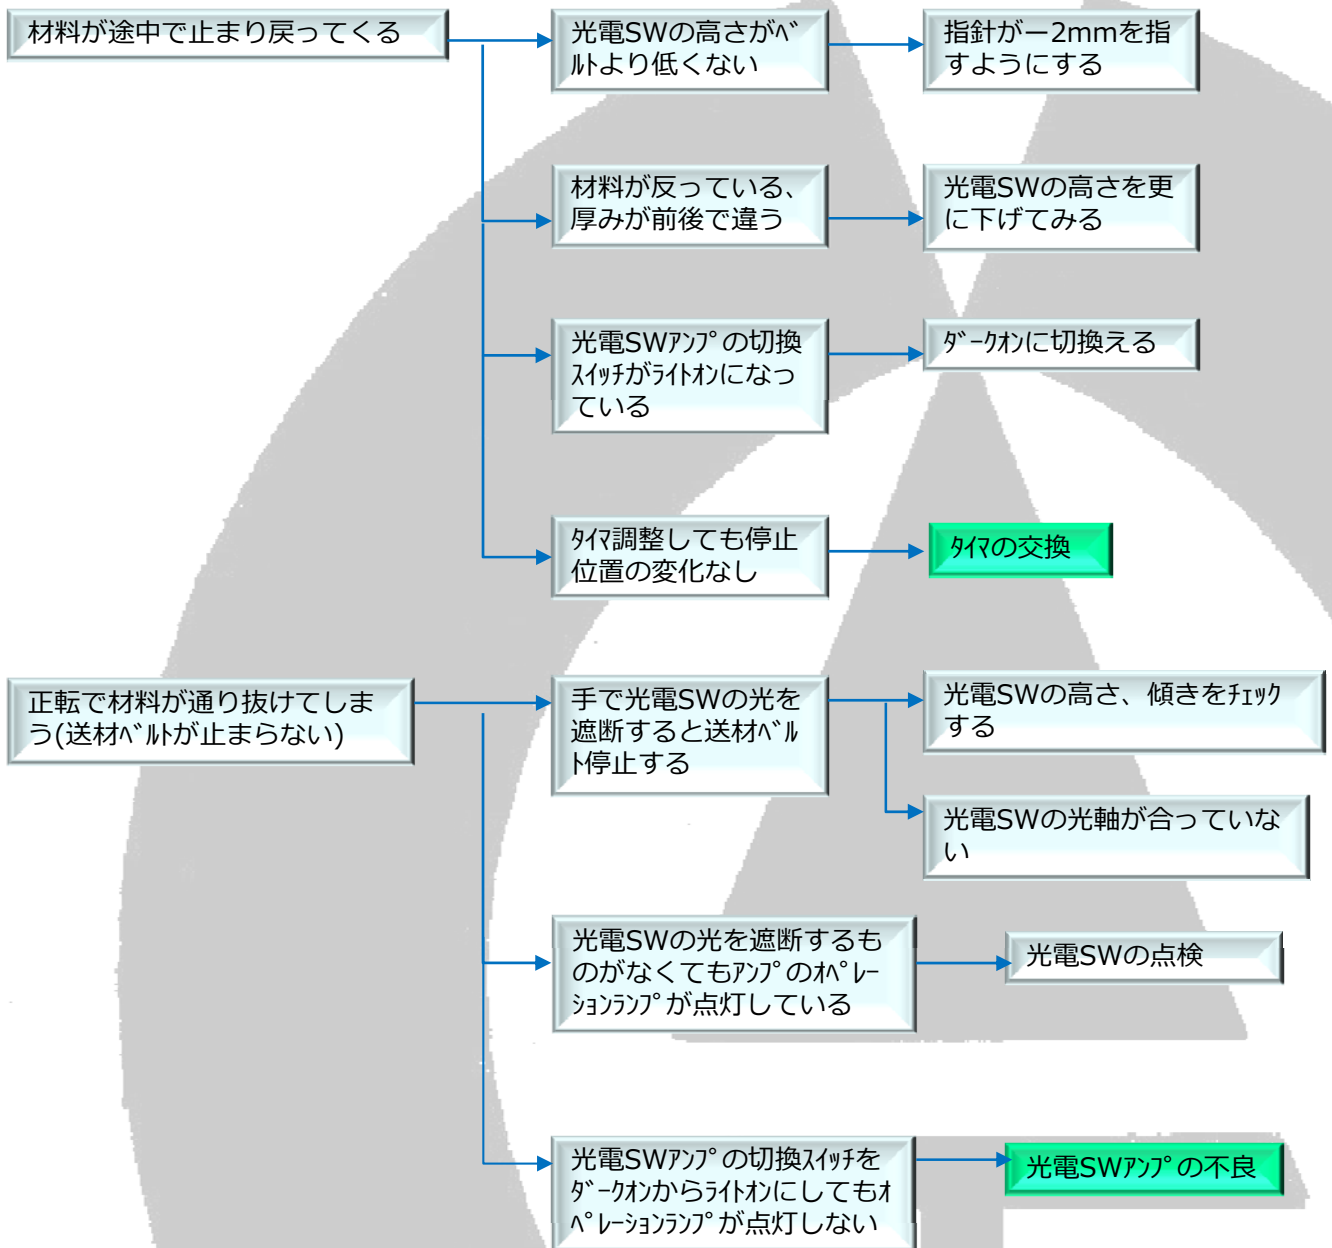 材料が途中で止まり戻ってくる
光電SWの高さがﾍﾞ
ﾙﾄより低くない
指針がー2mmを指
すようにする
材料が反っている、
厚みが前後で違う
光電SWの高さを更
に下げてみる
光電SWｱﾝﾌﾟの切換
ｽｲｯﾁがﾗｲﾄｵﾝになっ
ている
ﾀﾞｰｸｵﾝに切換える
ﾀｲﾏ調整しても停止
位置の変化なし
ﾀｲﾏの交換
正転で材料が通り抜けてしま
う(送材ﾍﾞﾙﾄが止まらない)
手で光電SWの光を
遮断すると送材ﾍﾞﾙ
ﾄ停止する
光電SWの高さ、傾きをﾁｪｯｸ
する
光電SWの光軸が合っていな
い
光電SWの光を遮断するも
のがなくてもｱﾝﾌﾟのｵﾍﾟﾚｰ
ｼｮﾝﾗﾝﾌﾟが点灯している
光電SWの点検
光電SWｱﾝﾌﾟの切換ｽｲｯﾁを
ﾀﾞｰｸｵﾝからﾗｲﾄｵﾝにしてもｵ
ﾍﾟﾚｰｼｮﾝﾗﾝﾌﾟが点灯しない
光電SWｱﾝﾌﾟの不良